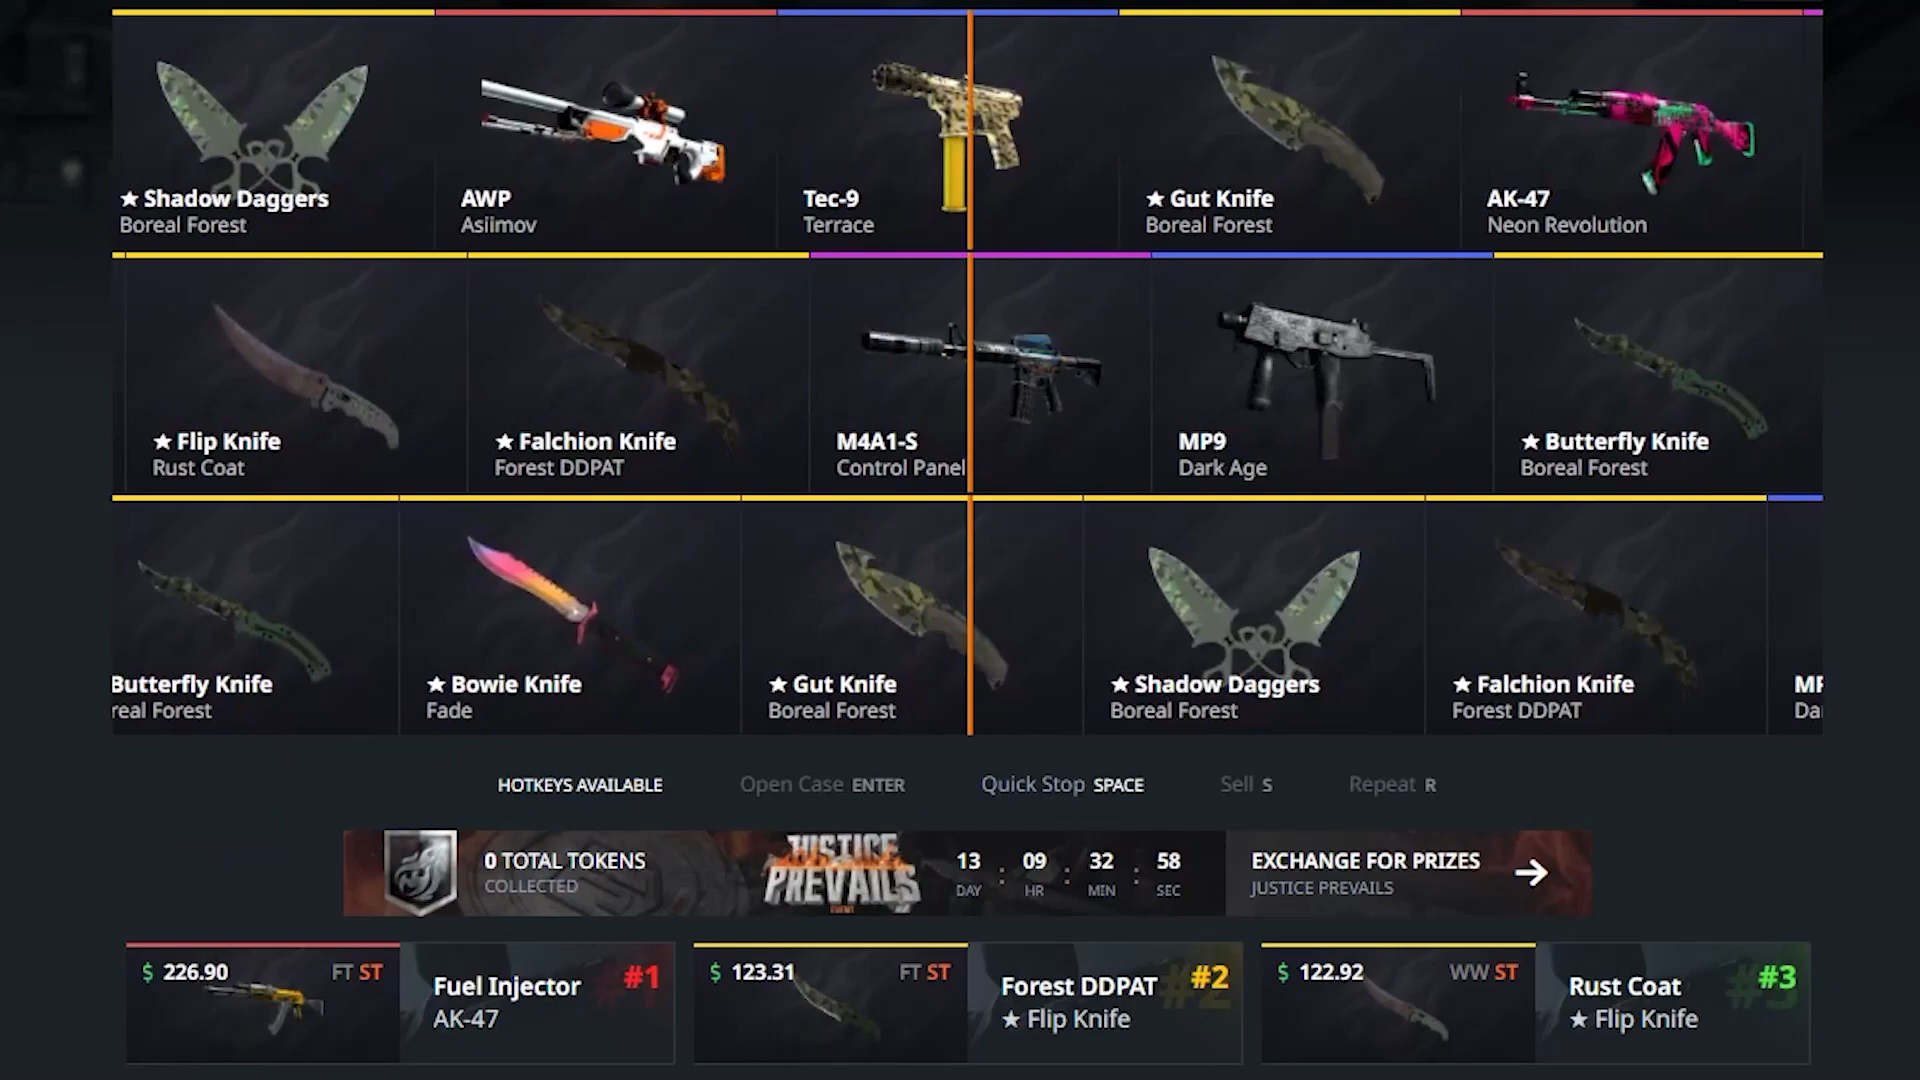 ★ Shadow Daggers
Boreal Forest
AWP
Asiimov
Tec-9
Terrace
★ Gut Knife
Boreal Forest
AK-47
Neon Revolution
★ Flip Knife
Rust Coat
★ Falchion Knife
Forest DDPAT
M4A1-S
Control Panel
MP9
Dark Age
★ Butterfly Knife
Boreal Forest
Butterfly Knife
real Forest
★ Bowie Knife
Fade
★ Gut Knife
Boreal Forest
★ Shadow Daggers
Boreal Forest
★ Falchion Knife
Forest DDPAT
Da
HOTKEYS AVAILABLE Open Case ENTER Quick Stop SPACE Sell S Repeat R
0 TOTAL TOKENS
COLLECTED
JUSTICE
PREVAILS
EVENT
13 : 09 : 32 : 58
DAY HR MIN SEC
EXCHANGE FOR PRIZES
JUSTICE PREVAILS
$ 226.90 FT ST
Fuel Injector
AK-47
#1
$ 123.31 FT ST
Forest DDPAT
★ Flip Knife
#2
$ 122.92 WW ST
Rust Coat
★ Flip Knife
#3